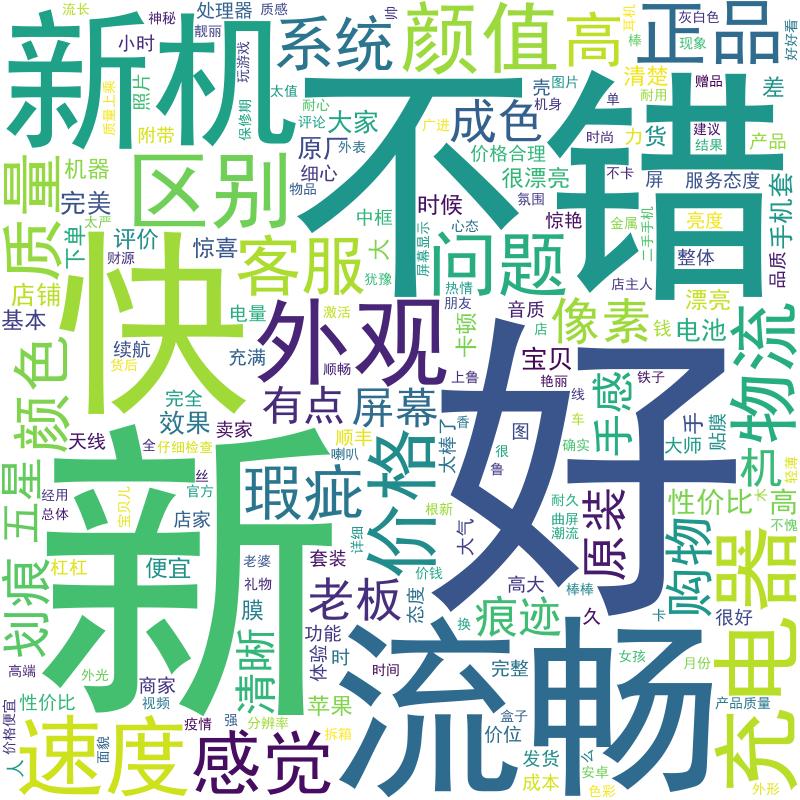 新机
不错
好
新
快
流畅
外观
质量
区别
系统
颜值高
正品
成色
问题
客服
像素
物流
颜色
屏幕
价格
瑕疵
手感
原装
购物
充电器
速度
感觉
老板
痕迹
清晰
划痕
五星
有点
机
高
性价比
处理器
质感
神秘
靓丽
流长
小时
照片
附带
质量上乘
玩游戏
保修期
太值
耐心
评论
大家
帅
棒
耳机
灰白色
现象
好好看
清楚
壳
图片
机身
单
赠品
耐用
差
力
货
建议
结果
产品
时尚
广进
原厂
外表
细心
价格合理
很漂亮
不卡
屏
服务态度
手机套
机器
完美
太严
下单
评价
财源
惊喜
物品
中框
大
犹豫
时候
屏幕显示
心态
氛围
惊艳
金属
二手手机
亮度
整体
品质
店铺
基本
电量
激活
热情
朋友
卡顿
音质
店
店主人
漂亮
钱
电池
续航
货后
充满
顺畅
上鲁
宝贝
艳丽
铁子
线
完全
效果
卖家
天线
全
仔细检查
顺丰
喇叭
太棒了
香
很
鲁
图
车
确实
手
大师
贴膜
轻薄
经用
总体
宝贝儿
丝
官方
店家
详细
根新
大气
耐久
曲屏
潮流
长
不愧
杠杠
便宜
老婆
礼物
套装
膜
态度
价钱
换
高大
棒棒
久
卡
很好
高端
外光
功能
体验
时
时间
完整
女孩
月份
商家
视频
性价比
苹果
疫情
强
分辨率
拆箱
盒子
价位
发货
成本
么
安卓
色彩
产品质量
外形
价格便宜
人
面貌